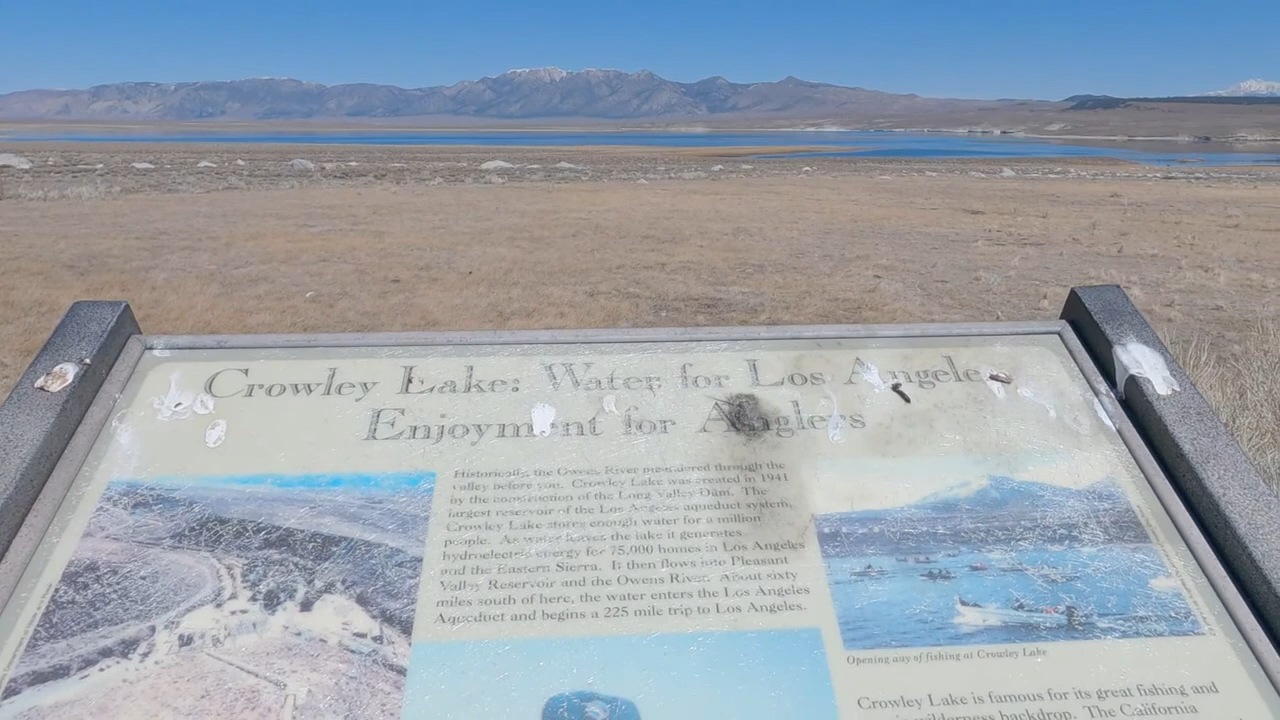 Crowley Lake: Water for Los Angeles
Enjoyment for Anglers
Historically, the Owens River meandered through the
valley before you. Crowley Lake was created in 1941
by the construction of the Long Valley Dam. The
largest reservoir of the Los Angeles aqueduct system,
Crowley Lake stores enough water for a million
people. As water leaves the lake it generates
hydroelectric energy for 75,000 homes in Los Angeles
and the Eastern Sierra. It then flows into Pleasant
Valley Reservoir and the Owens River. About sixty
miles south of here, the water enters the Los Angeles
Aqueduct and begins a 225 mile trip to Los Angeles.
Opening day of fishing at Crowley Lake
Crowley Lake is famous for its great fishing and
wilderness backdrop. The California